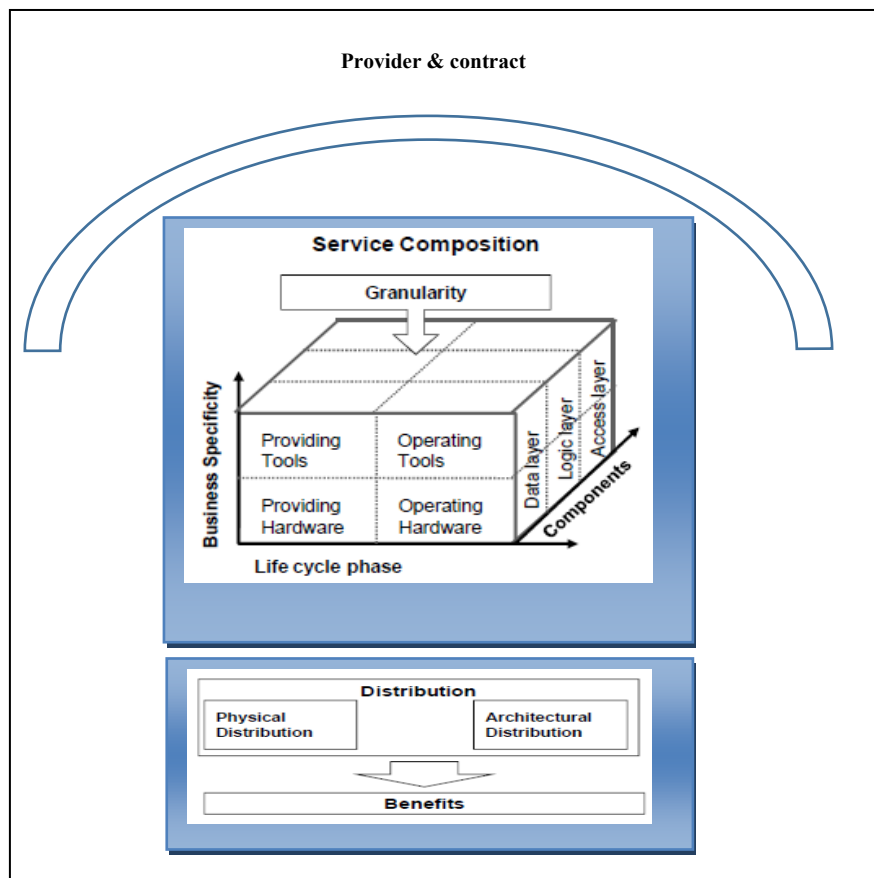 Provider & contract
Service Composition
Granularity
Business Specificity
Providing
Tools
Operating
Tools
Providing
Hardware
Operating
Hardware
Data layer
Logic layer
Access layer
Components
Life cycle phase
Distribution
Physical
Distribution
Architectural
Distribution
Benefits